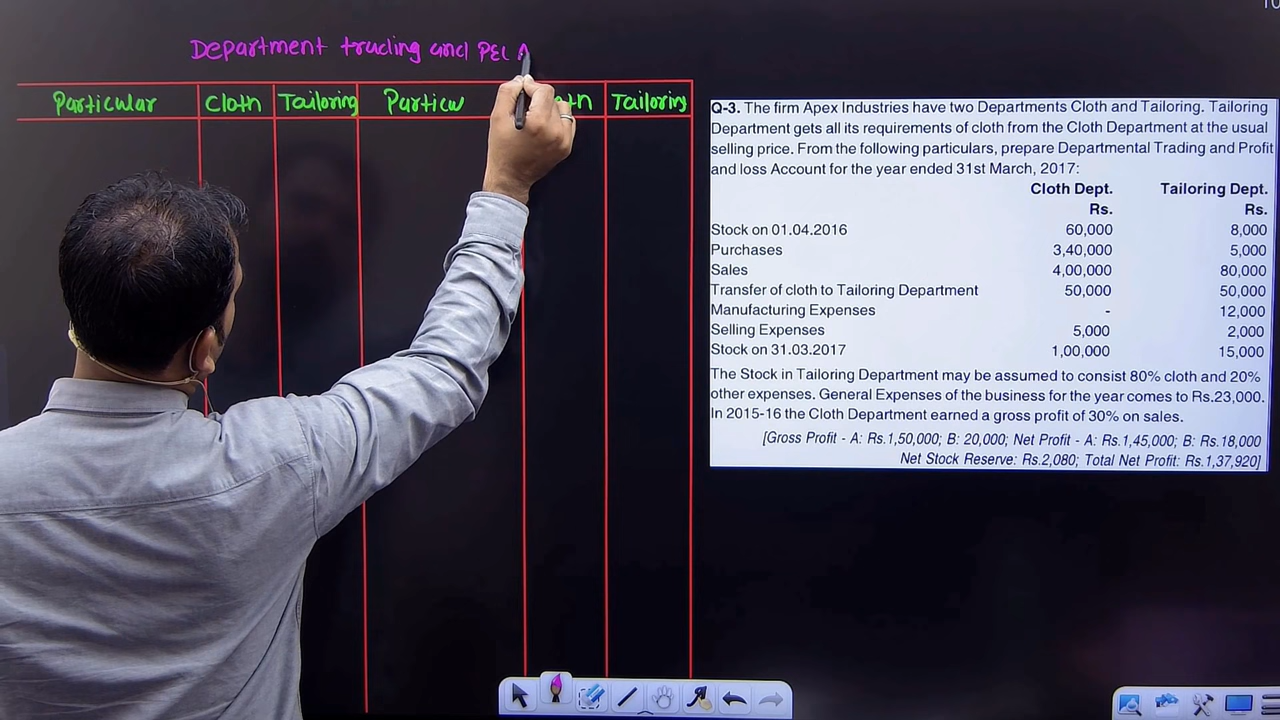 Department trading and P&L A
Particular Cloth Tailoring Particu Tailoring
Q-3. The firm Apex Industries have two Departments Cloth and Tailoring. Tailoring
Department gets all its requirements of cloth from the Cloth Department at the usual
selling price. From the following particulars, prepare Departmental Trading and Profit
and loss Account for the year ended 31st March, 2017:
Cloth Dept. Tailoring Dept.
Rs. Rs.
Stock on 01.04.2016 60,000 8,000
Purchases 3,40,000 5,000
Sales 4,00,000 80,000
Transfer of cloth to Tailoring Department 50,000 50,000
Manufacturing Expenses - 12,000
Selling Expenses 5,000 2,000
Stock on 31.03.2017 1,00,000 15,000
The Stock in Tailoring Department may be assumed to consist 80% cloth and 20%
other expenses. General Expenses of the business for the year comes to Rs.23,000.
In 2015-16 the Cloth Department earned a gross profit of 30% on sales.
[Gross Profit - A: Rs.1,50,000; B: 20,000; Net Profit - A: Rs.1,45,000; B: Rs.18,000
Net Stock Reserve: Rs.2,080; Total Net Profit: Rs.1,37,920]